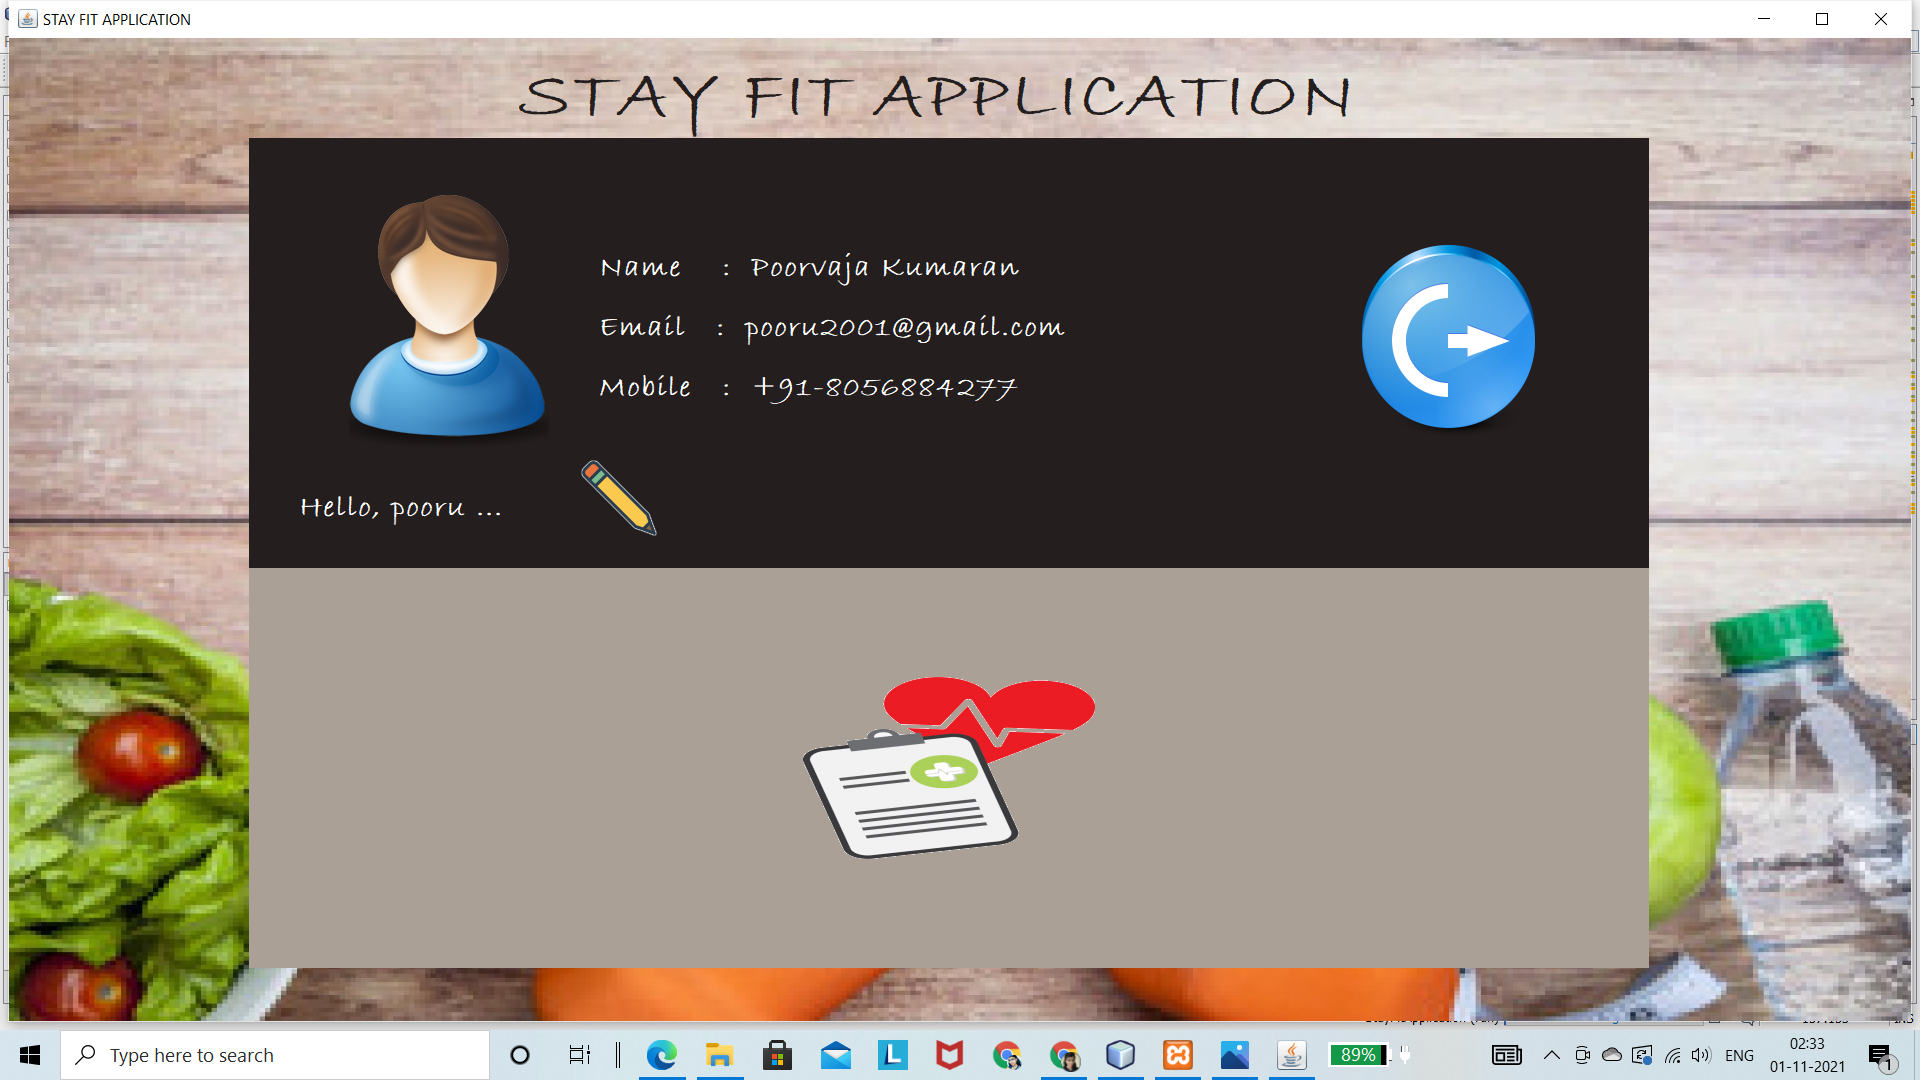 STAY FIT APPLICATION
STAY FIT APPLICATION
Name : Poorvaja Kumaran
Email : pooru2001@gmail.com
Mobile : +91-8056884277
Hello, pooru ...
Type here to search
89%
ENG
02:33
01-11-2021
1